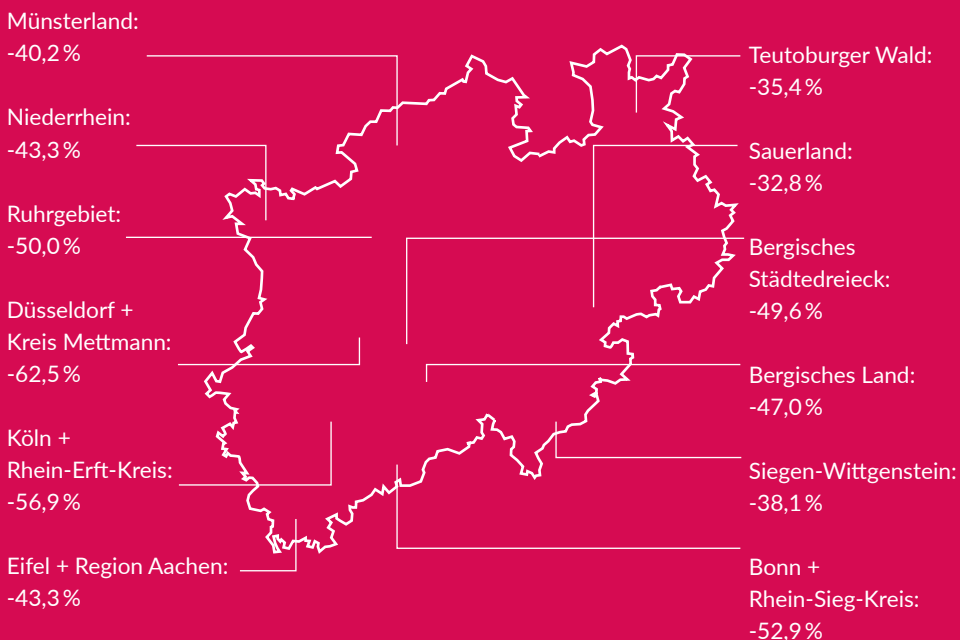 Münsterland:
-40,2 %
Niederrhein:
-43,3 %
Ruhrgebiet:
-50,0 %
Düsseldorf +
Kreis Mettmann:
-62,5 %
Köln +
Rhein-Erft-Kreis:
-56,9 %
Eifel + Region Aachen:
-43,3 %
Teutoburger Wald:
-35,4 %
Sauerland:
-32,8 %
Bergisches
Städtedreieck:
-49,6 %
Bergisches Land:
-47,0 %
Siegen-Wittgenstein:
-38,1 %
Bonn +
Rhein-Sieg-Kreis:
-52,9 %